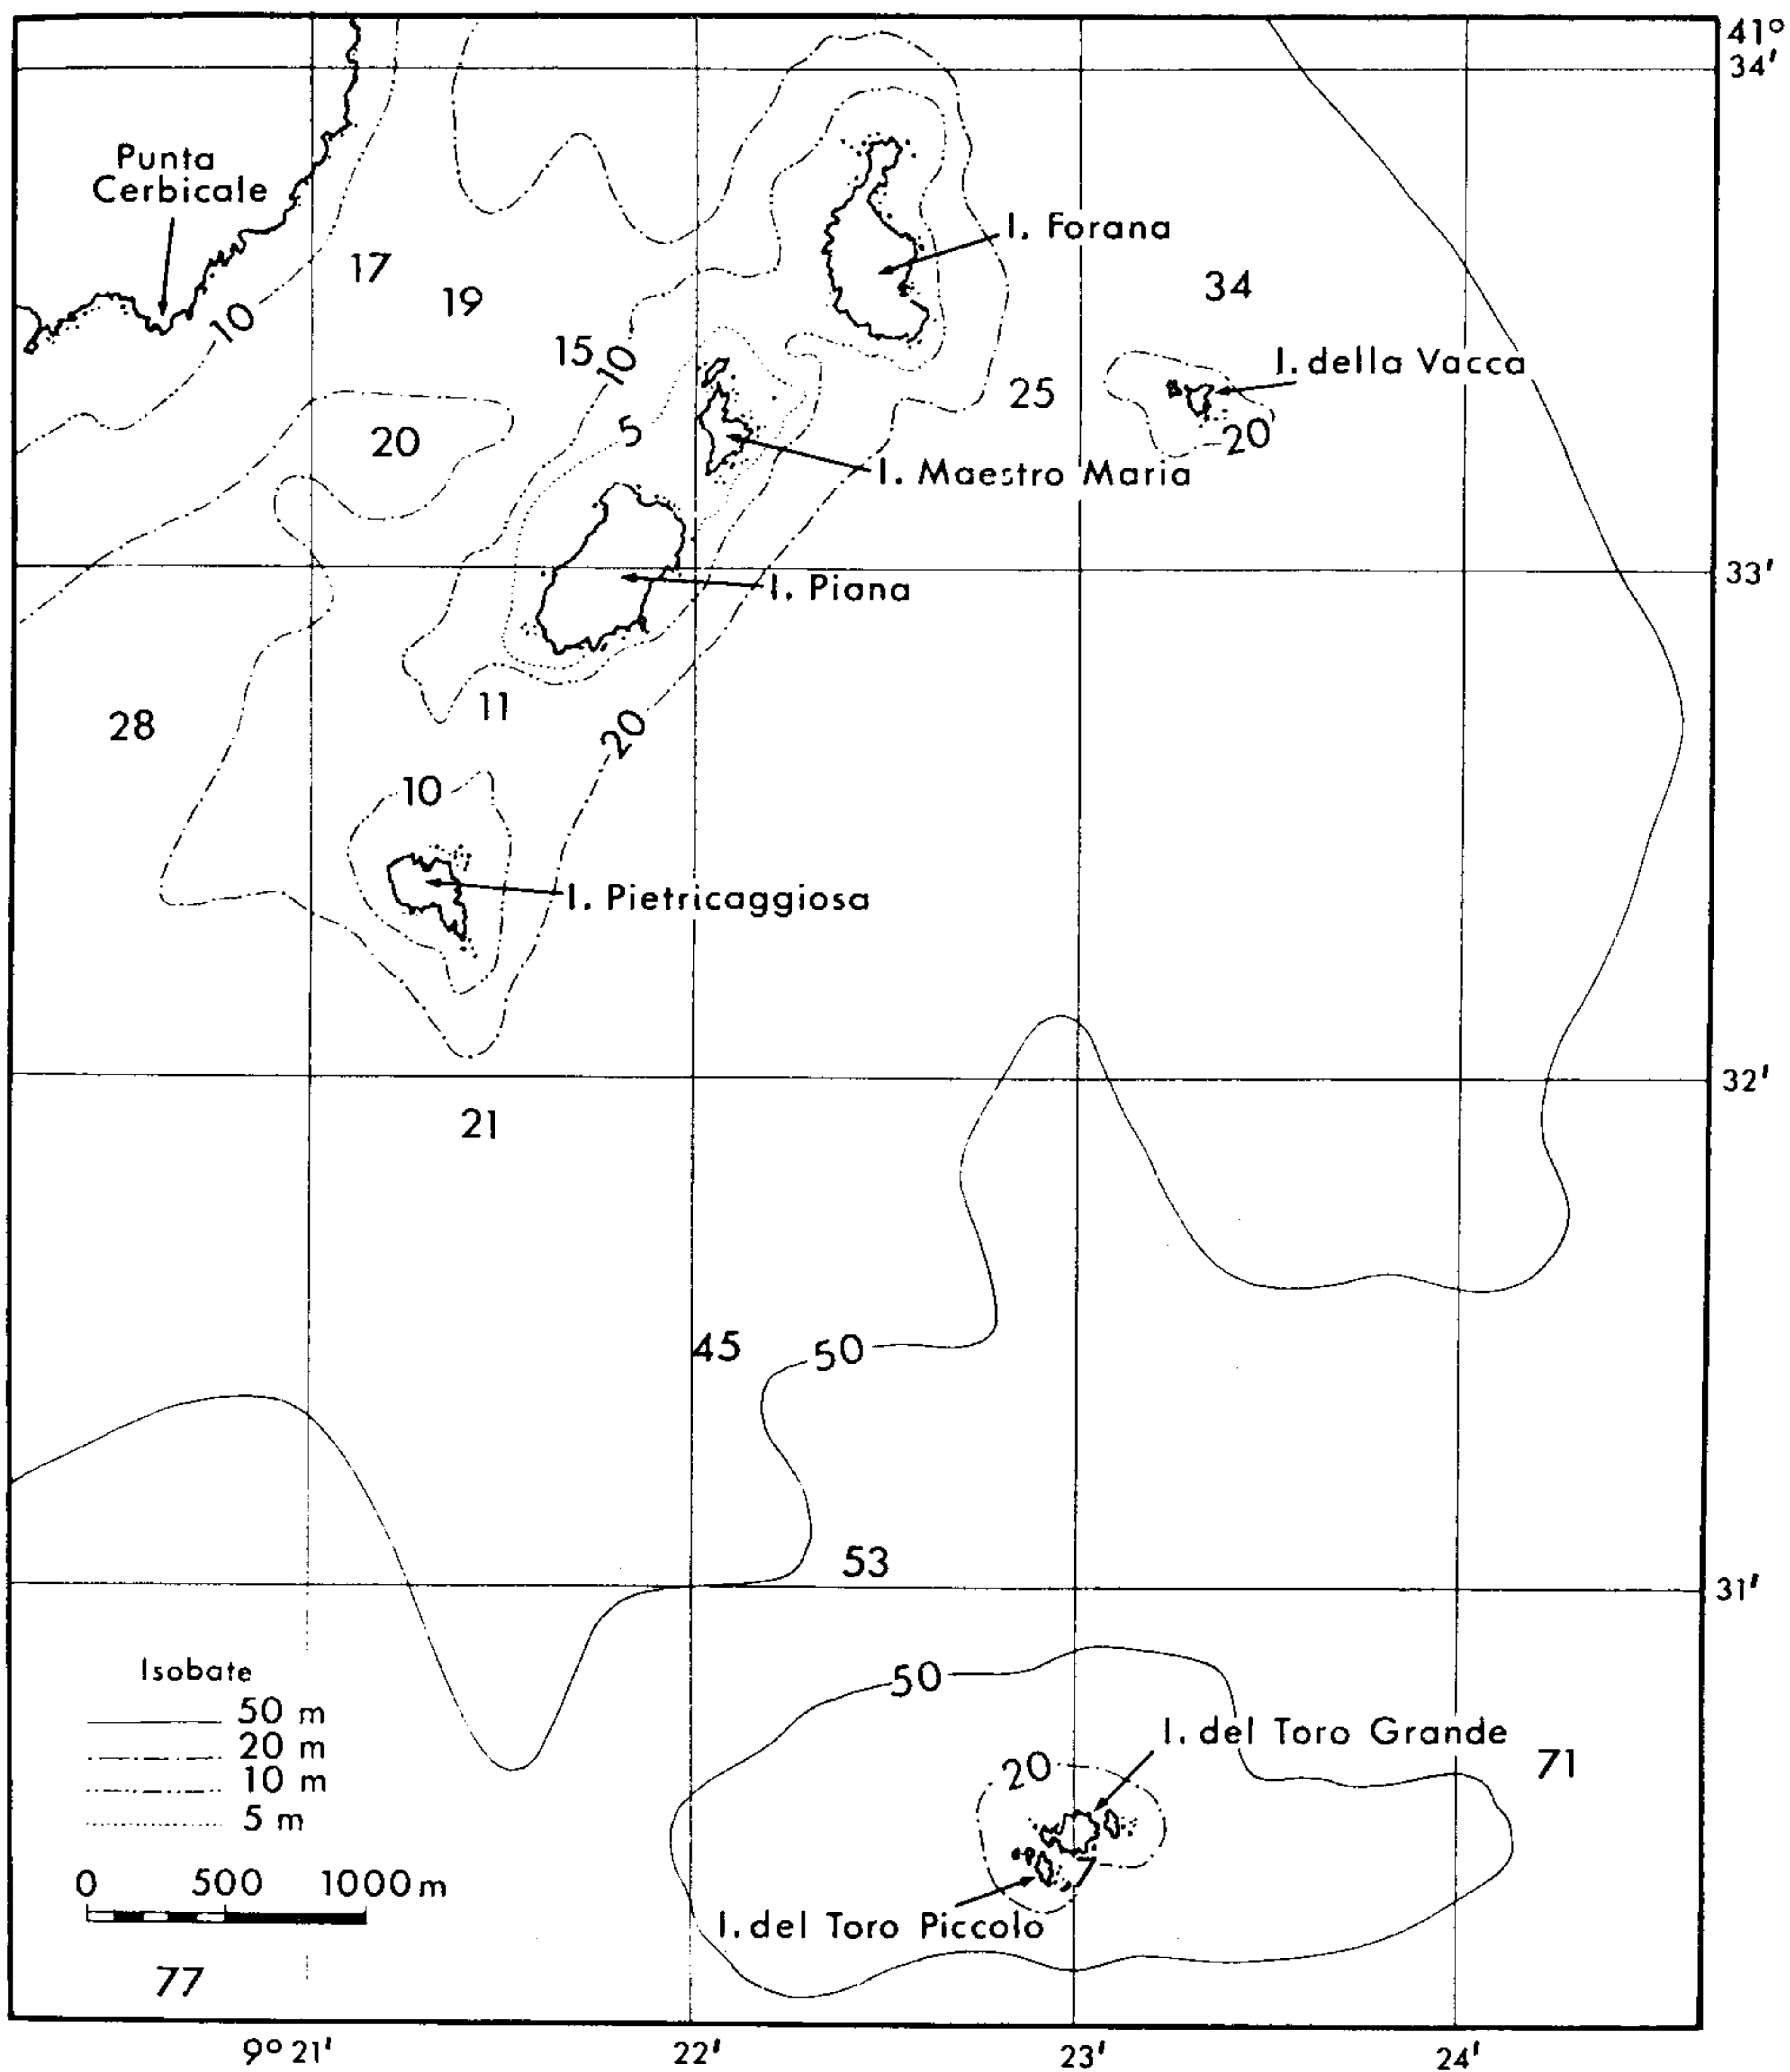 41°
34'
Punta
Cerbicale
I. Forana
17
34
19
10
15
10
I. della Vacca
25
5
20
20
I. Maestro Maria
33'
I. Piana
11
28
20
10
I. Pietricaggiosa
32'
21
45
50
53
31'
Isobate
50 m
20 m
10 m
5 m
50
I. del Toro Grande
71
20
7
0 500 1000 m
I. del Toro Piccolo
77
9° 21' 22' 23' 24'